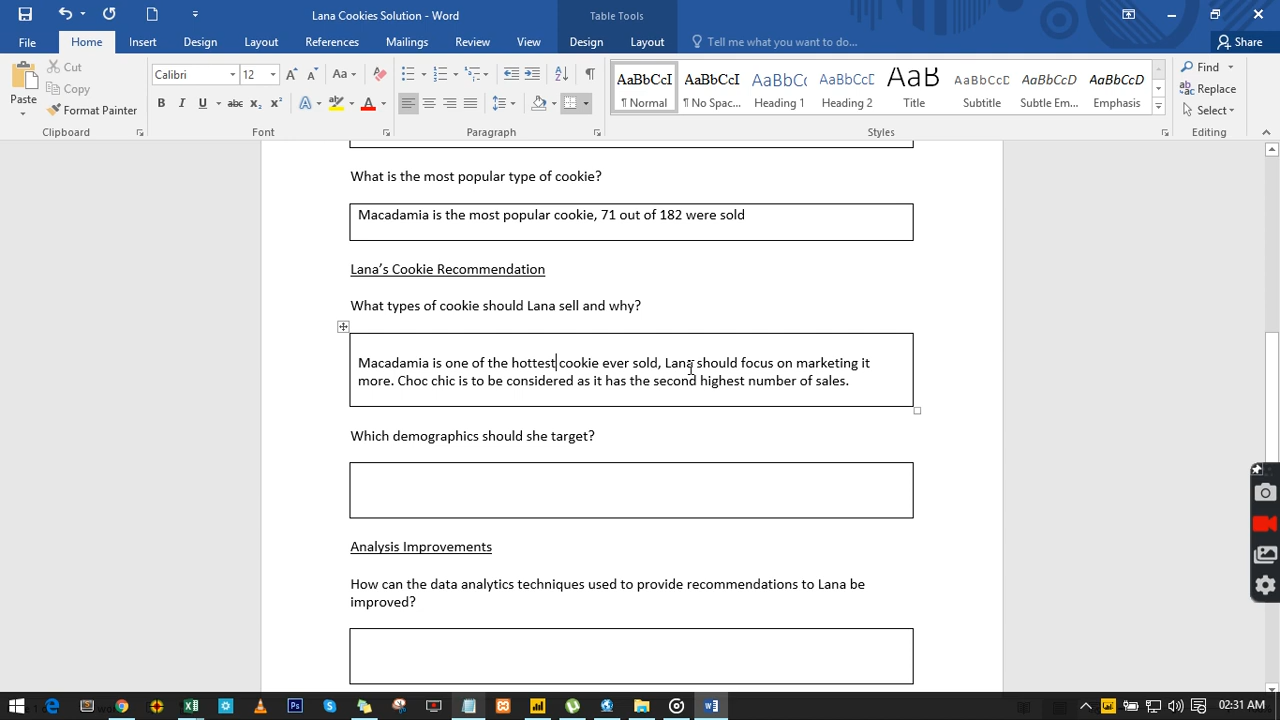 Lana Cookies Solution - Word
Table Tools
File Home Insert Design Layout References Mailings Review View Design Layout Tell me what you want to do... Share
Paste
Cut
Copy
Format Painter
Calibri 12
AaBbCcI AaBbCcI AaBbCc AaBbCcD AaB AaBbCcD AaBbCcD AaBbCcD
¶ Normal ¶ No Spac... Heading 1 Heading 2 Title Subtitle Subtle Em... Emphasis
Find
Replace
Select
Clipboard Font Paragraph Styles Editing
What is the most popular type of cookie?
Macadamia is the most popular cookie, 71 out of 182 were sold
Lana’s Cookie Recommendation
What types of cookie should Lana sell and why?
Macadamia is one of the hottest cookie ever sold, Lana should focus on marketing it
more. Choc chic is to be considered as it has the second highest number of sales.
Which demographics should she target?
Analysis Improvements
How can the data analytics techniques used to provide recommendations to Lana be
improved?
02:31 AM